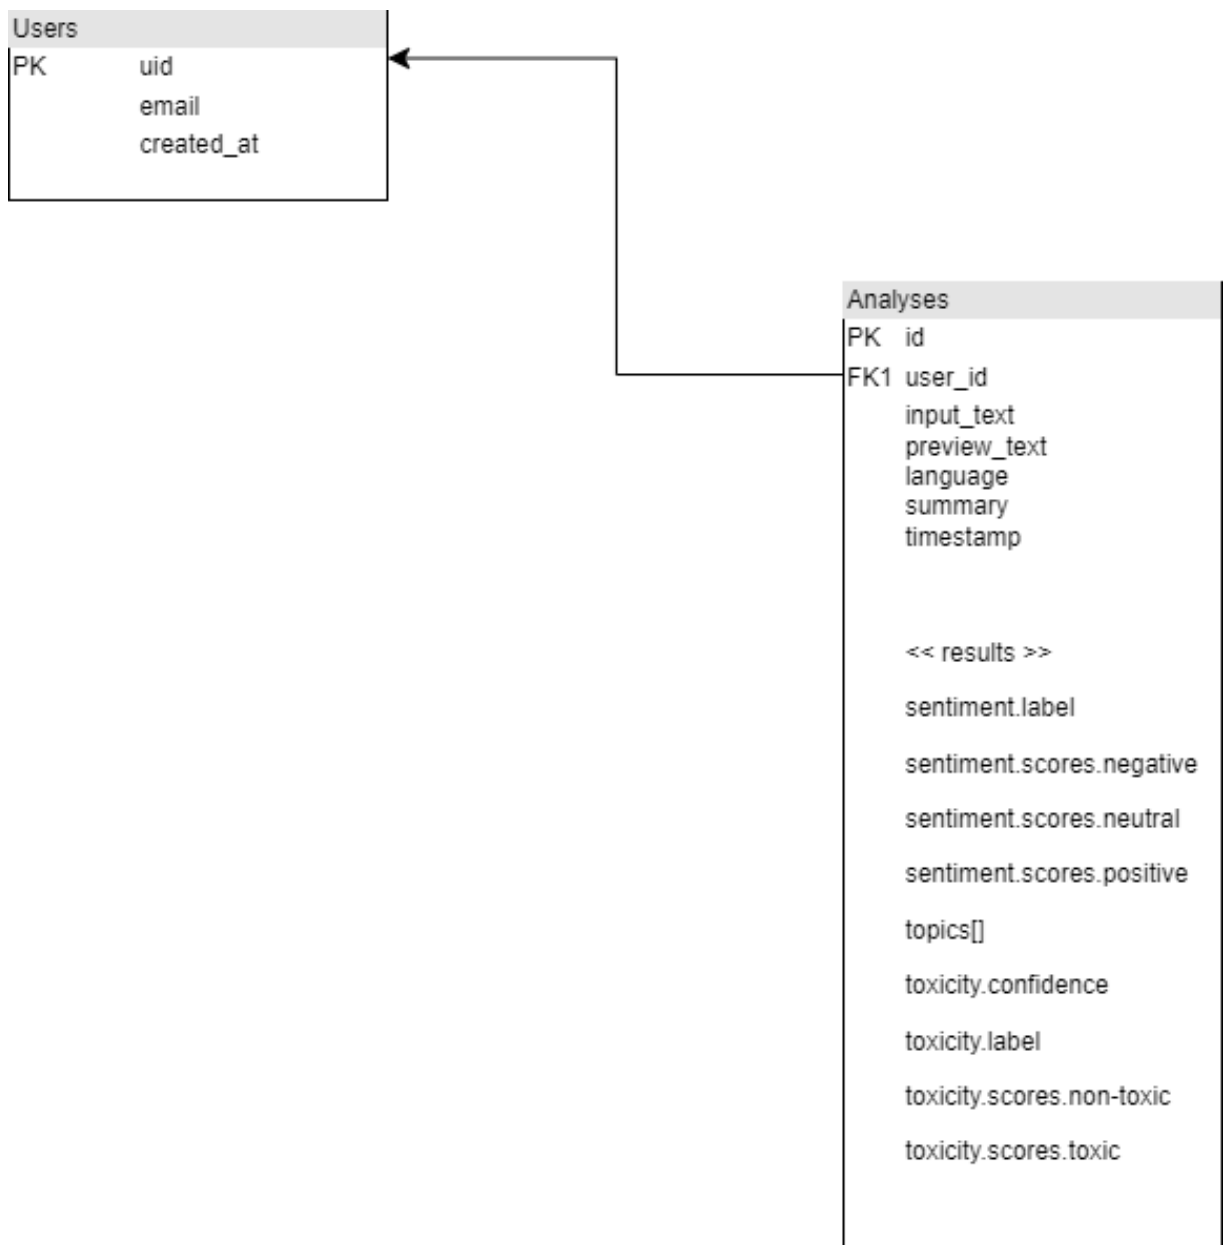 Users
PK uid
email
created_at
Analyses
PK id
FK1 user_id
input_text
preview_text
language
summary
timestamp
<< results >>
sentiment.label
sentiment.scores.negative
sentiment.scores.neutral
sentiment.scores.positive
topics[]
toxicity.confidence
toxicity.label
toxicity.scores.non-toxic
toxicity.scores.toxic